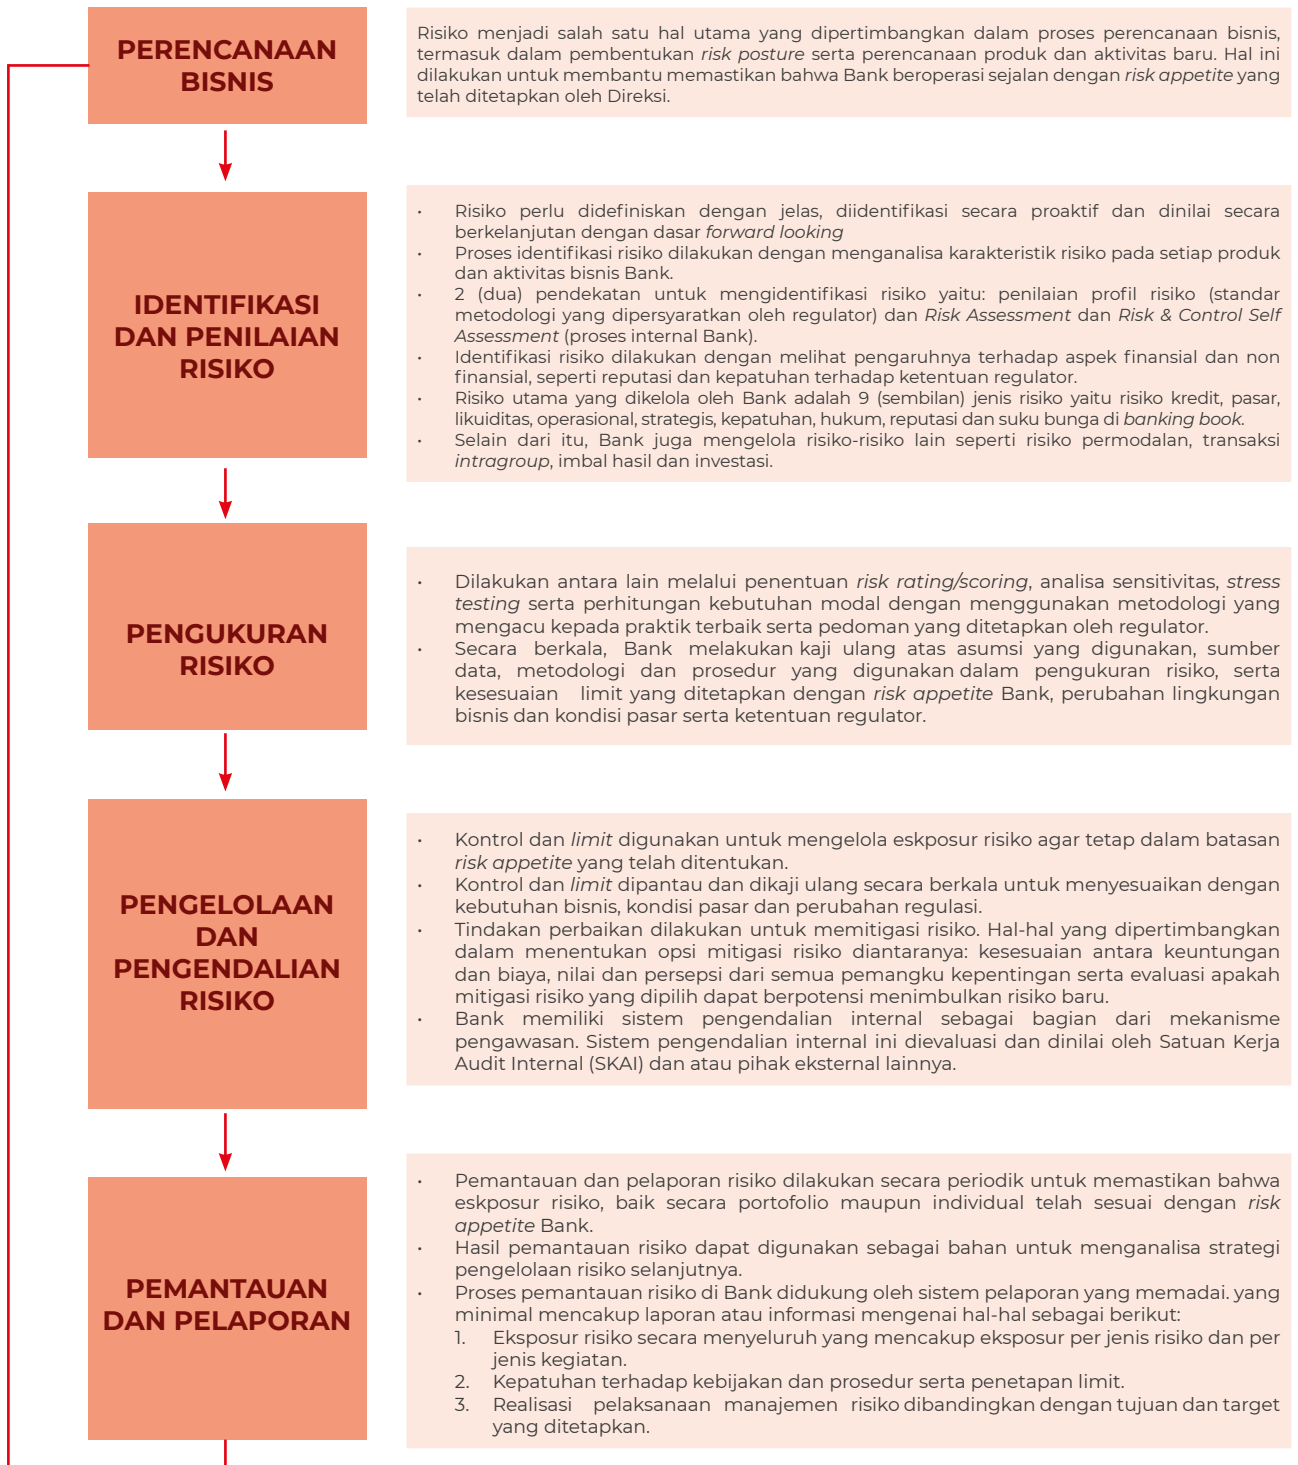 PERENCANAAN
BISNIS
Risiko menjadi salah satu hal utama yang dipertimbangkan dalam proses perencanaan bisnis,
termasuk dalam pembentukan risk posture serta perencanaan produk dan aktivitas baru. Hal ini
dilakukan untuk membantu memastikan bahwa Bank beroperasi sejalan dengan risk appetite yang
telah ditetapkan oleh Direksi.
IDENTIFIKASI
DAN PENILAIAN
RISIKO
• Risiko perlu didefiniskan dengan jelas, diidentifikasi secara proaktif dan dinilai secara
berkelanjutan dengan dasar forward looking
• Proses identifikasi risiko dilakukan dengan menganalisa karakteristik risiko pada setiap produk
dan aktivitas bisnis Bank.
• 2 (dua) pendekatan untuk mengidentifikasi risiko yaitu: penilaian profil risiko (standar
metodologi yang dipersyaratkan oleh regulator) dan Risk Assessment dan Risk & Control Self
Assessment (proses internal Bank).
• Identifikasi risiko dilakukan dengan melihat pengaruhnya terhadap aspek finansial dan non
finansial, seperti reputasi dan kepatuhan terhadap ketentuan regulator.
• Risiko utama yang dikelola oleh Bank adalah 9 (sembilan) jenis risiko yaitu risiko kredit, pasar,
likuiditas, operasional, strategis, kepatuhan, hukum, reputasi dan suku bunga di banking book.
• Selain dari itu, Bank juga mengelola risiko-risiko lain seperti risiko permodalan, transaksi
intragroup, imbal hasil dan investasi.
PENGUKURAN
RISIKO
• Dilakukan antara lain melalui penentuan risk rating/scoring, analisa sensitivitas, stress
testing serta perhitungan kebutuhan modal dengan menggunakan metodologi yang
mengacu kepada praktik terbaik serta pedoman yang ditetapkan oleh regulator.
• Secara berkala, Bank melakukan kaji ulang atas asumsi yang digunakan, sumber
data, metodologi dan prosedur yang digunakan dalam pengukuran risiko, serta
kesesuaian limit yang ditetapkan dengan risk appetite Bank, perubahan lingkungan
bisnis dan kondisi pasar serta ketentuan regulator.
PENGELOLAAN
DAN
PENGENDALIAN
RISIKO
• Kontrol dan limit digunakan untuk mengelola eskposur risiko agar tetap dalam batasan
risk appetite yang telah ditentukan.
• Kontrol dan limit dipantau dan dikaji ulang secara berkala untuk menyesuaikan dengan
kebutuhan bisnis, kondisi pasar dan perubahan regulasi.
• Tindakan perbaikan dilakukan untuk memitigasi risiko. Hal-hal yang dipertimbangkan
dalam menentukan opsi mitigasi risiko diantaranya: kesesuaian antara keuntungan
dan biaya, nilai dan persepsi dari semua pemangku kepentingan serta evaluasi apakah
mitigasi risiko yang dipilih dapat berpotensi menimbulkan risiko baru.
• Bank memiliki sistem pengendalian internal sebagai bagian dari mekanisme
pengawasan. Sistem pengendalian internal ini dievaluasi dan dinilai oleh Satuan Kerja
Audit Internal (SKAI) dan atau pihak eksternal lainnya.
PEMANTAUAN
DAN PELAPORAN
• Pemantauan dan pelaporan risiko dilakukan secara periodik untuk memastikan bahwa
eskposur risiko, baik secara portofolio maupun individual telah sesuai dengan risk
appetite Bank.
• Hasil pemantauan risiko dapat digunakan sebagai bahan untuk menganalisa strategi
pengelolaan risiko selanjutnya.
• Proses pemantauan risiko di Bank didukung oleh sistem pelaporan yang memadai. yang
minimal mencakup laporan atau informasi mengenai hal-hal sebagai berikut:
1. Eksposur risiko secara menyeluruh yang mencakup eksposur per jenis risiko dan per
jenis kegiatan.
2. Kepatuhan terhadap kebijakan dan prosedur serta penetapan limit.
3. Realisasi pelaksanaan manajemen risiko dibandingkan dengan tujuan dan target
yang ditetapkan.